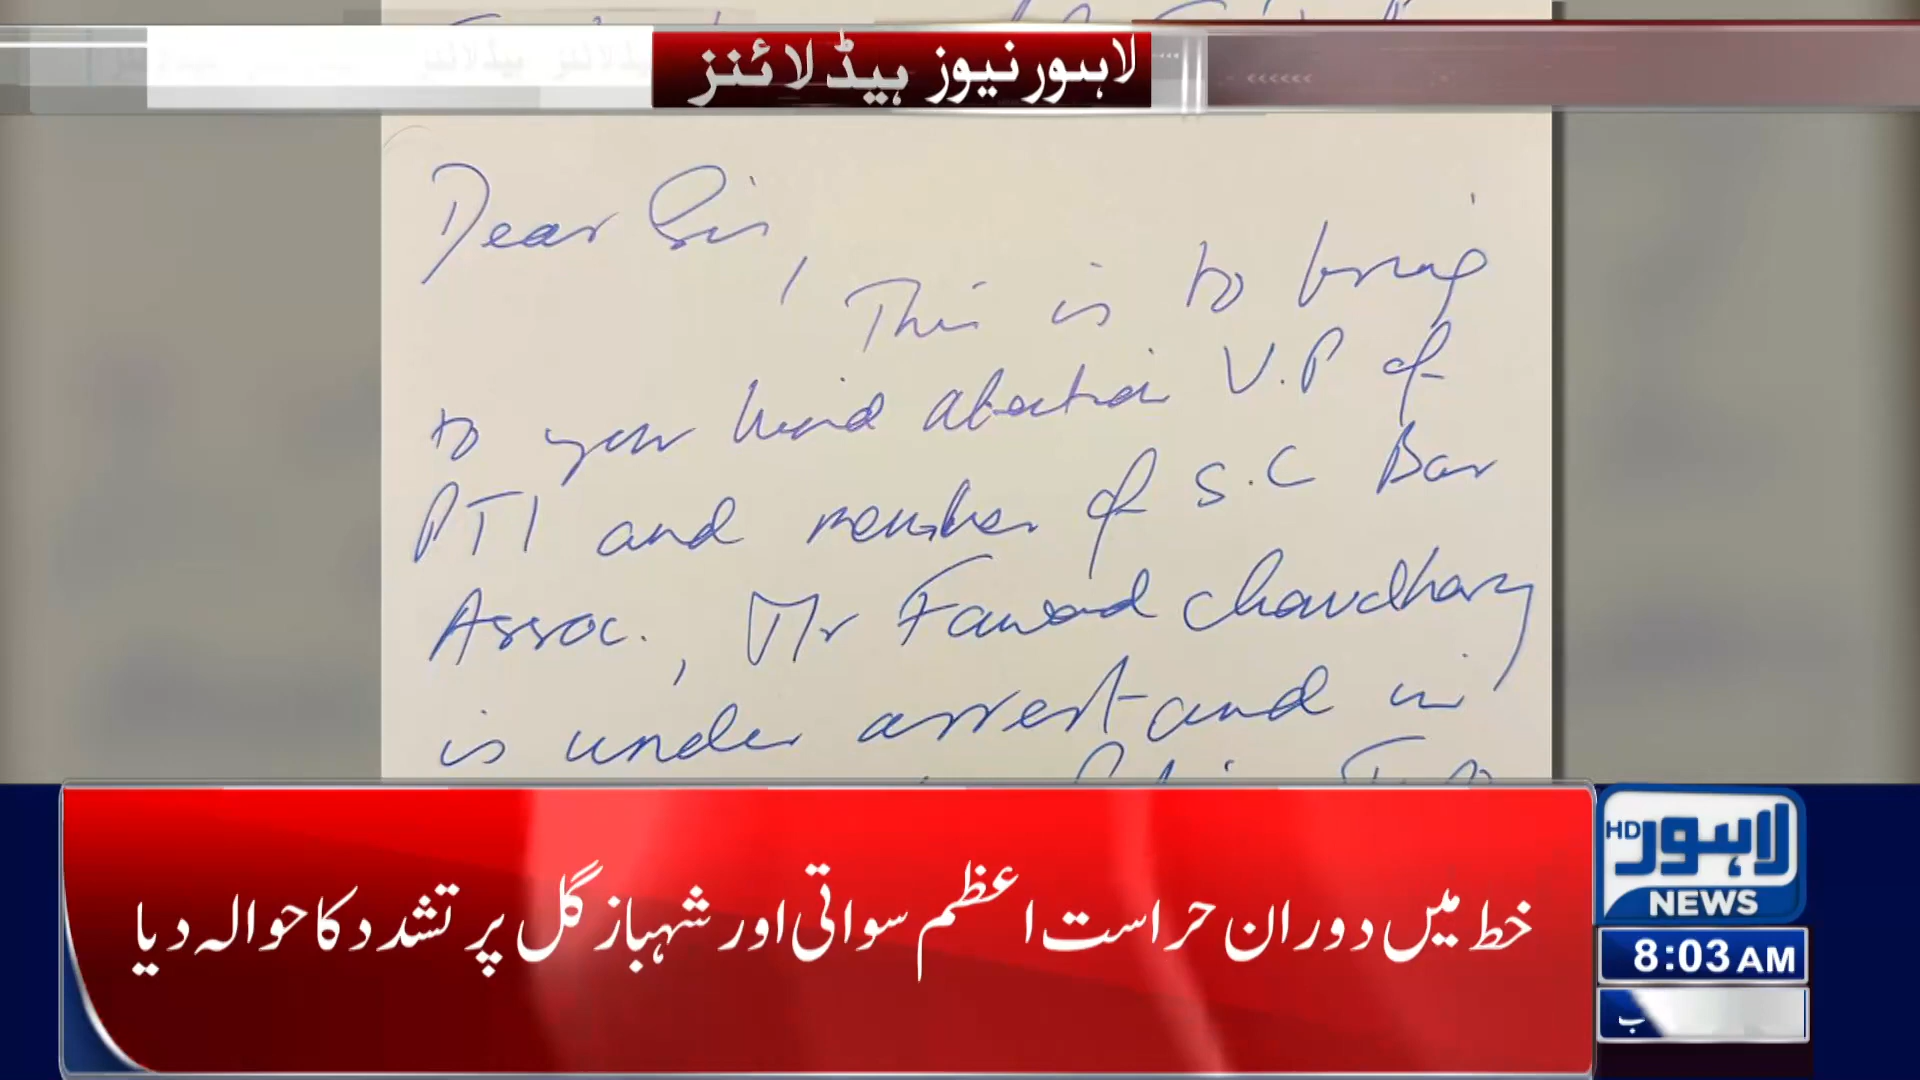 لاہور نیوز ہیڈلائنز
Dear Sir,
This is to bring
to your kind attention V.P of
PTI and member of S.C Bar
Assoc., Mr Fawad Chaudhary
is under arrest and in
خط میں دوران حراست اعظم سواتی اور شہباز گل پر تشدد کا حوالہ دیا
لاہور HD
NEWS
8:03 AM